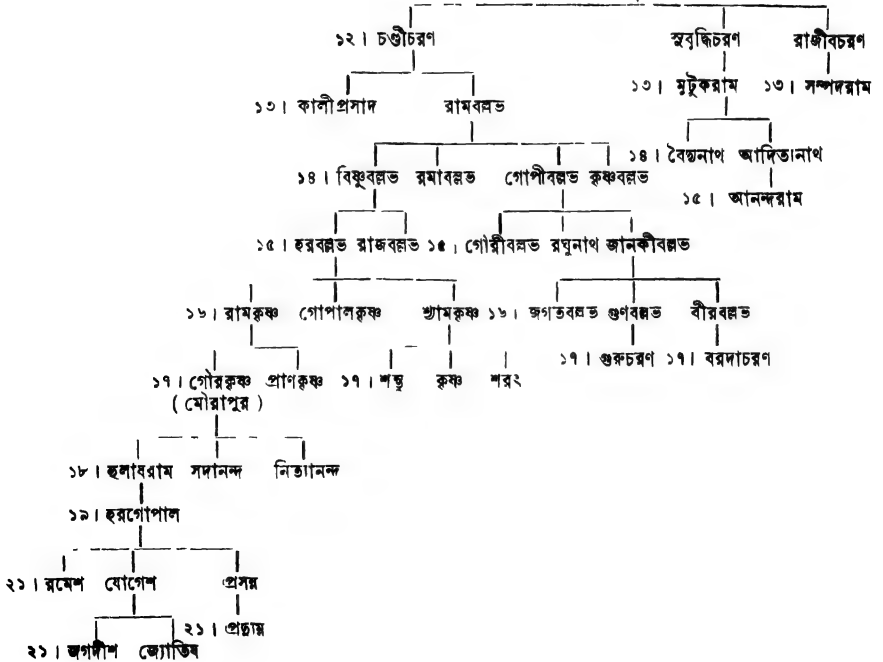 ১২। চণ্ডীচরণ সুবুদ্ধিচরণ রাজীবচরণ
১৩। মুটুকরাম ১৩। সম্পদরাম
১৩। কালীপ্রসাদ রামবল্লভ
১৪। বৈদ্যনাথ আদিত্যনাথ
১৪। বিষ্ণুবল্লভ রমাবল্লভ গোপীবল্লভ কৃষ্ণবল্লভ
১৫। আনন্দরাম
১৫। হরবল্লভ রাজবল্লভ ১৫। গৌরীবল্লভ রঘুনাথ জানকীবল্লভ
১৬। রামকৃষ্ণ গোপালকৃষ্ণ শ্যামকৃষ্ণ ১৬। জগতবল্লভ গুণবল্লভ বীরবল্লভ
১৭। গুরুচরণ ১৭। বরদাচরণ
১৭। গৌরকৃষ্ণ প্রাণকৃষ্ণ ১৭। শম্ভু কৃষ্ণ শরৎ
(মৌরাপুর)
১৮। হুলাবরাম সদানন্দ নিত্যানন্দ
১৯। হরগোপাল
২১। রমেশ যোগেশ প্রসন্ন
২১। প্রদ্যুম্ন
২১। জগদীশ জ্যোতিষ